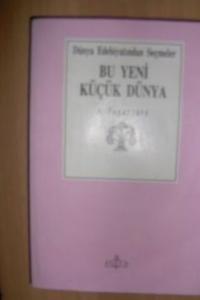 Dünya Edebiyatından Seçmeler
BU YENİ
KÜÇÜK DÜNYA